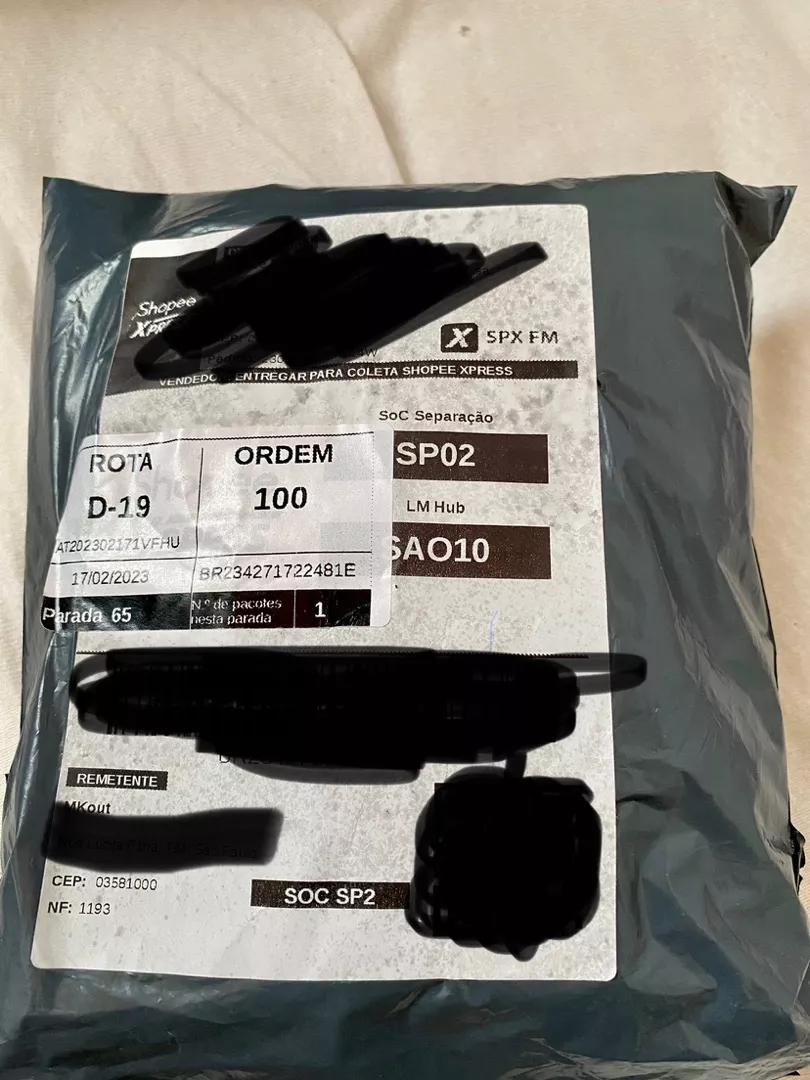 Shopee
SPX FM
ENTREGAR PARA COLETA SHOPEE XPRESS
SoC Separação
SP02
LM Hub
SAO10
ROTA
ORDEM
D-19
100
AT202302171VFHU
17/02/2023
BR234271722481E
Parada 65
N.º de pacotes
nesta parada
1
REMETENTE
MKout
CEP: 03581000
NF: 1193
SOC SP2